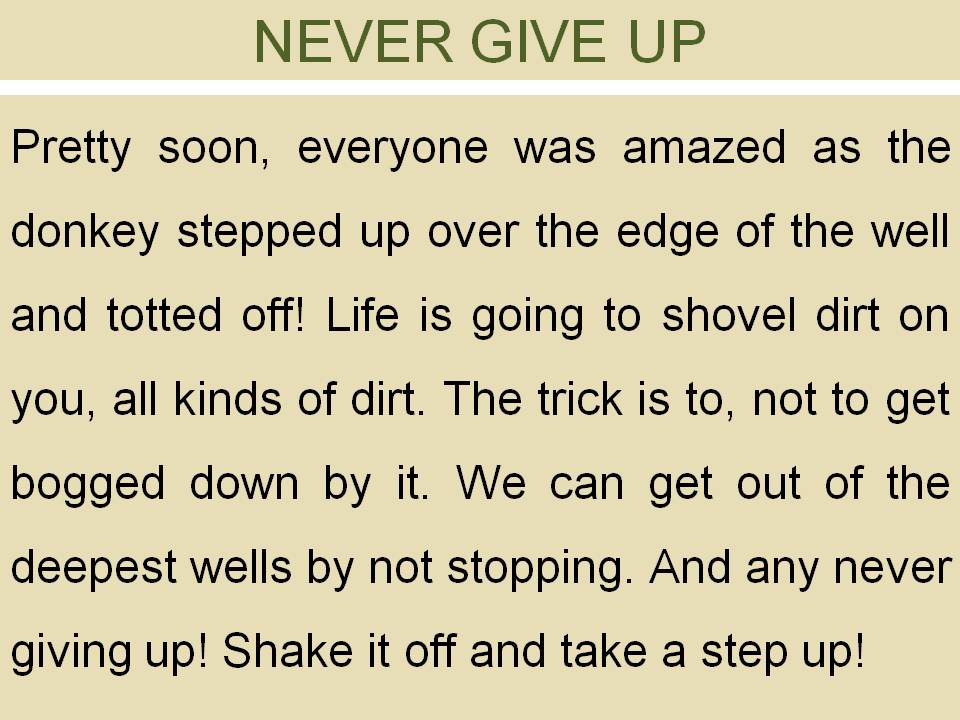 NEVER GIVE UP
Pretty soon, everyone was amazed as the
donkey stepped up over the edge of the well
and totted off! Life is going to shovel dirt on
you, all kinds of dirt. The trick is to, not to get
bogged down by it. We can get out of the
deepest wells by not stopping. And any never
giving up! Shake it off and take a step up!